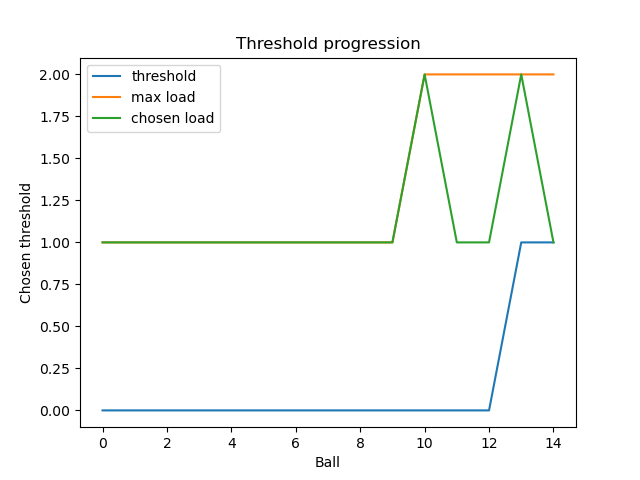 Threshold progression
threshold
max load
chosen load
2.00
1.75
1.50
1.25
1.00
0.75
0.50
0.25
0.00
Chosen threshold
0 2 4 6 8 10 12 14
Ball